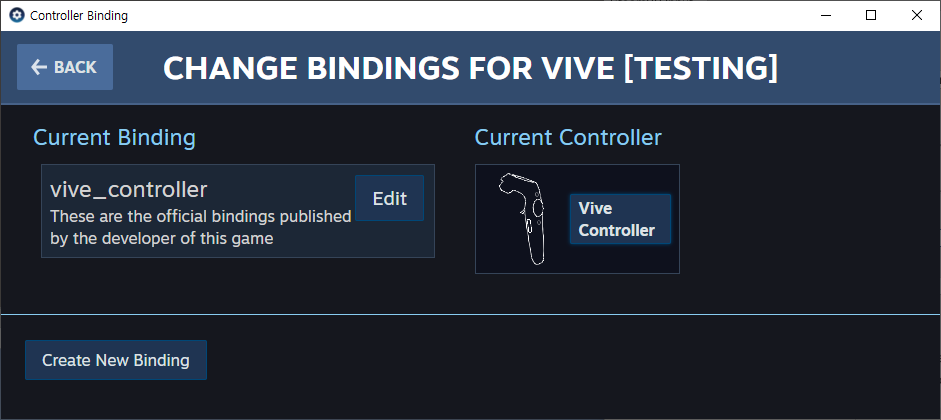 Controller Binding
BACK
CHANGE BINDINGS FOR VIVE [TESTING]
Current Binding
Current Controller
vive_controller
Edit
These are the official bindings published
by the developer of this game
Vive
Controller
Create New Binding